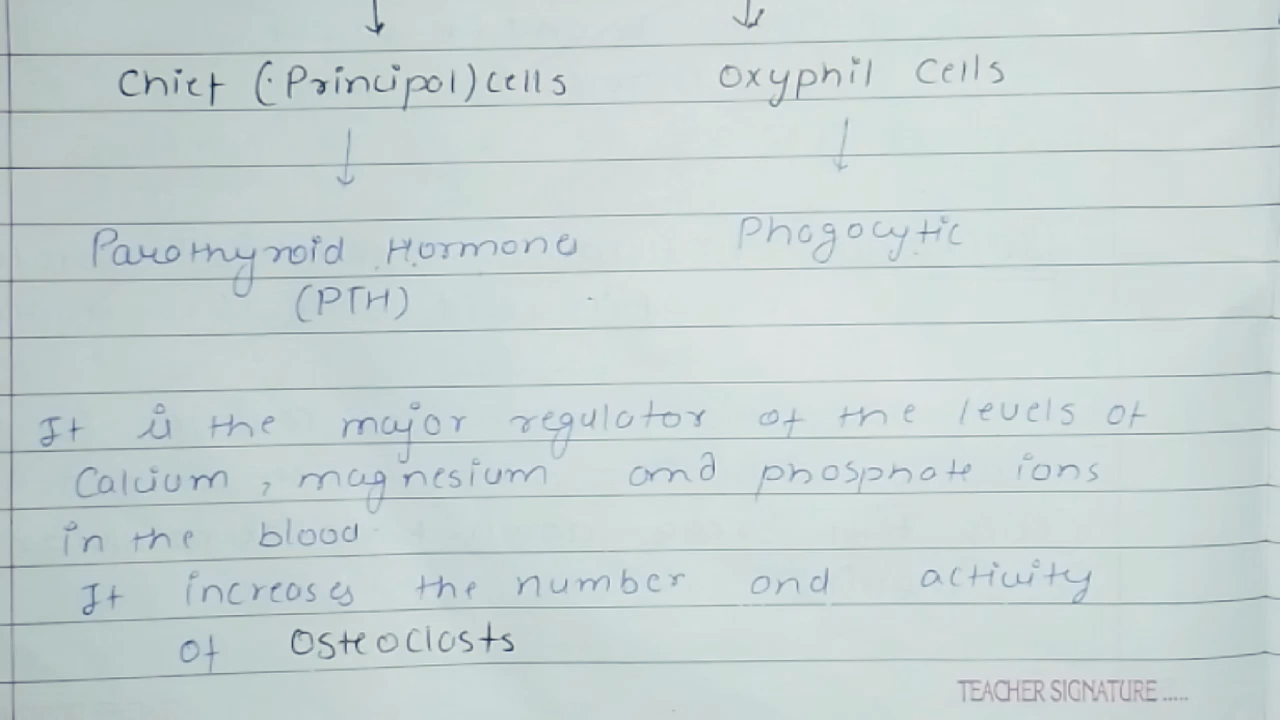 Chief (Principal) cells Oxyphil Cells
Parathyroid Hormone Phagocytic
(PTH)
It is the major regulator of the levels of
Calcium, magnesium and phosphate ions
in the blood
It increases the number and activity
of Osteoclasts
TEACHER SIGNATURE .....